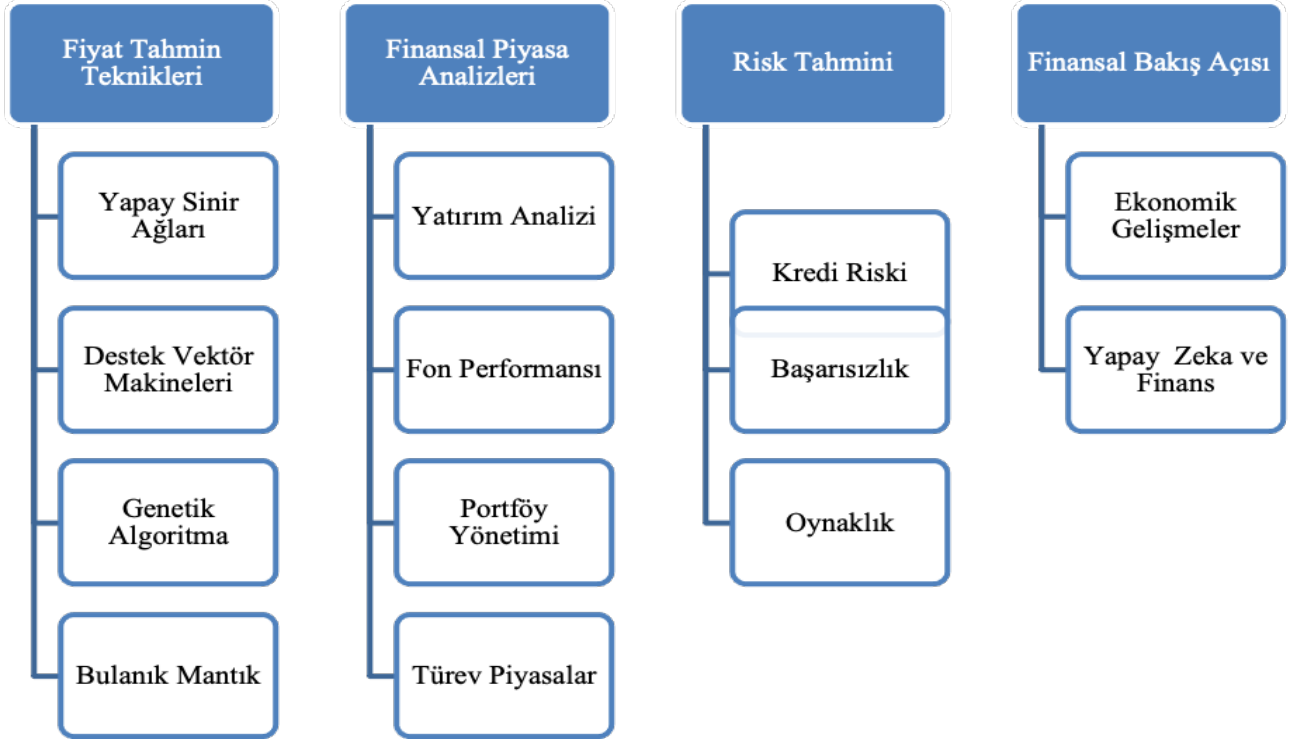 Fiyat Tahmin
Teknikleri
Yapay Sinir
Ağları
Destek Vektör
Makineleri
Genetik
Algoritma
Bulanık Mantık
Finansal Piyasa
Analizleri
Yatırım Analizi
Fon Performansı
Portföy
Yönetimi
Türev Piyasalar
Risk Tahmini
Kredi Riski
Başarısızlık
Oynaklık
Finansal Bakış Açısı
Ekonomik
Gelişmeler
Yapay  Zeka ve
Finans